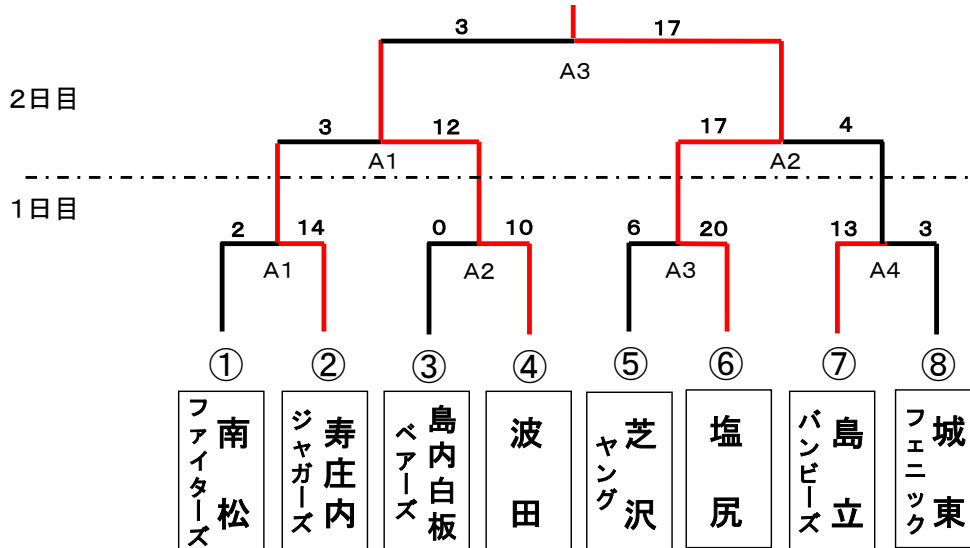 3 17
A3
2日目
3 12 17 4
A1 A2
1日目
2 14 0 10 6 20 13 3
A1 A2 A3 A4
① ② ③ ④ ⑤ ⑥ ⑦ ⑧
南松
ファイターズ
寿庄内
ジャガーズ
島内白板
ベアーズ
波田
芝沢
ヤング
塩尻
島立
バンビーズ
城東
フェニック